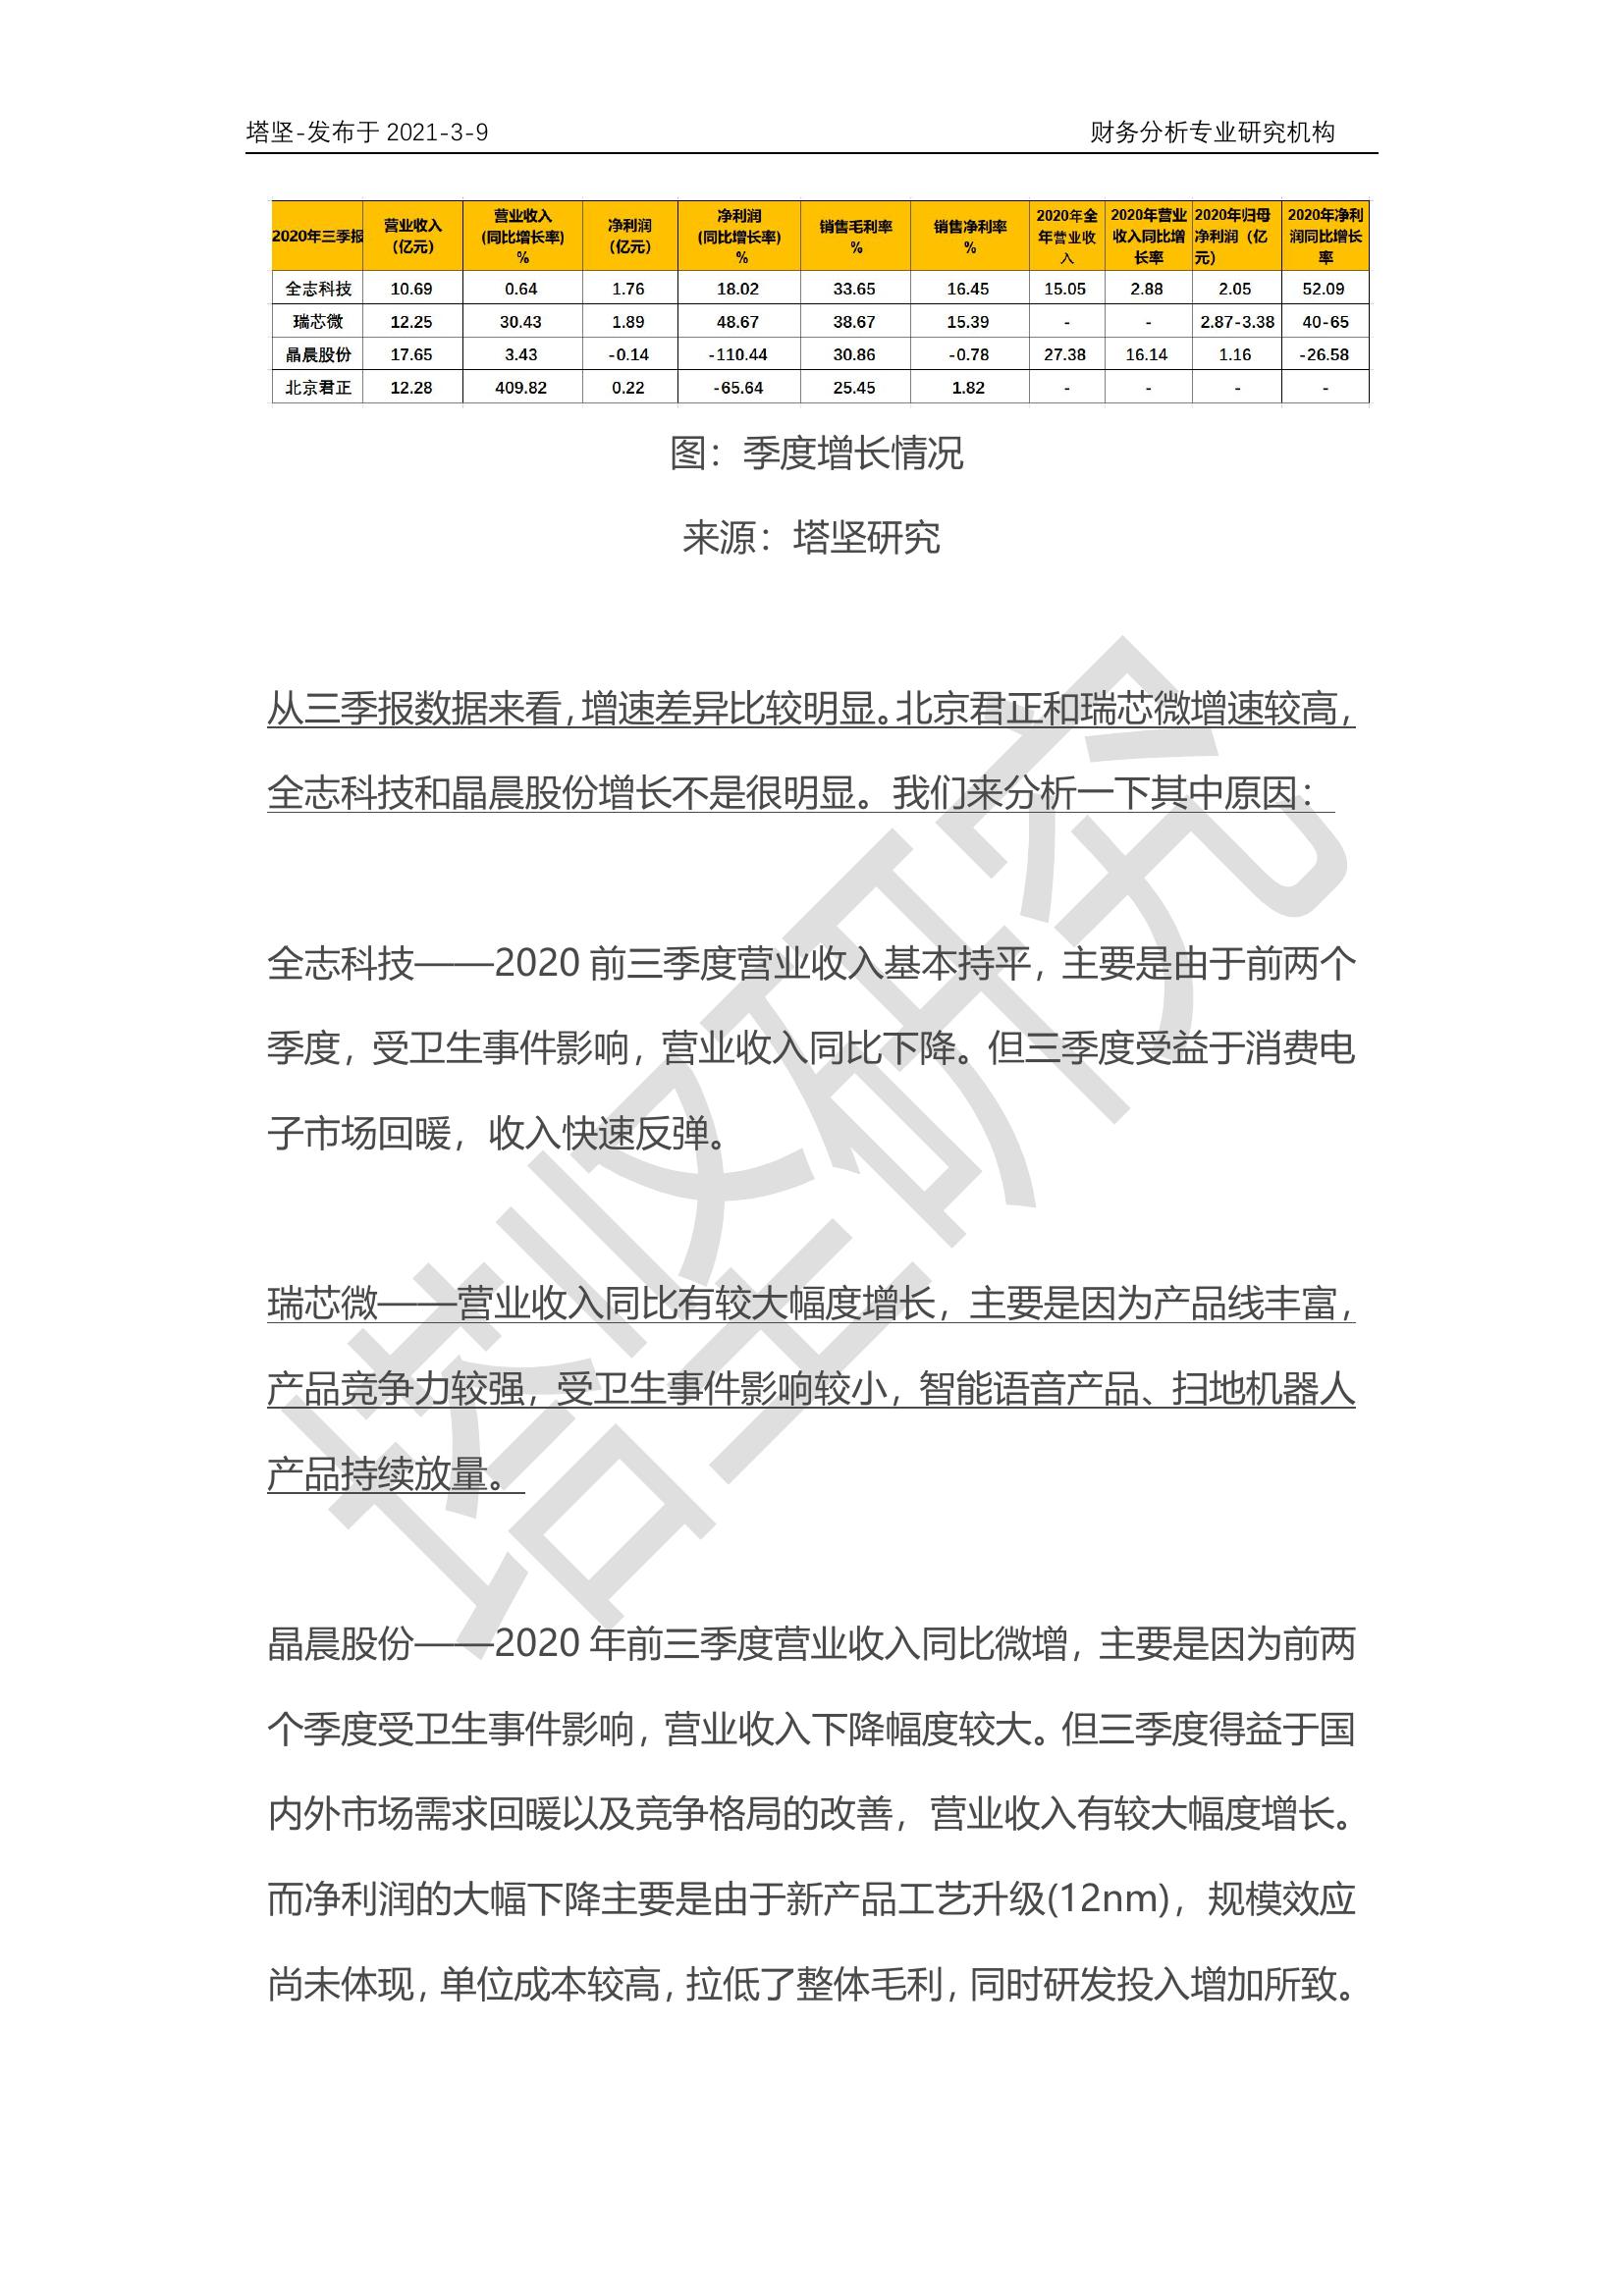 塔坚-发布于 2021-3-9 财务分析专业研究机构
2020年三季报 营业收入（亿元） 营业收入(同比增长率)% 净利润（亿元） 净利润(同比增长率)% 销售毛利率% 销售净利率% 2020年全年营业收入 2020年营业收入同比增长率 2020年归母净利润（亿元） 2020年净利润同比增长率
全志科技 10.69 0.64 1.76 18.02 33.65 16.45 15.05 2.88 2.05 52.09
瑞芯微 12.25 30.43 1.89 48.67 38.67 15.39 - - 2.87-3.38 40-65
晶晨股份 17.65 3.43 -0.14 -110.44 30.86 -0.78 27.38 16.14 1.16 -26.58
北京君正 12.28 409.82 0.22 -65.64 25.45 1.82 - - - -
图：季度增长情况
来源：塔坚研究
从三季报数据来看，增速差异比较明显。北京君正和瑞芯微增速较高，
全志科技和晶晨股份增长不是很明显。我们来分析一下其中原因：
全志科技——2020 前三季度营业收入基本持平，主要是由于前两个
季度，受卫生事件影响，营业收入同比下降。但三季度受益于消费电
子市场回暖，收入快速反弹。
瑞芯微——营业收入同比有较大幅度增长，主要是因为产品线丰富，
产品竞争力较强，受卫生事件影响较小，智能语音产品、扫地机器人
产品持续放量。
晶晨股份——2020 年前三季度营业收入同比微增，主要是因为前两
个季度受卫生事件影响，营业收入下降幅度较大。但三季度得益于国
内外市场需求回暖以及竞争格局的改善，营业收入有较大幅度增长。
而净利润的大幅下降主要是由于新产品工艺升级(12nm)，规模效应
尚未体现，单位成本较高，拉低了整体毛利，同时研发投入增加所致。
塔坚研究